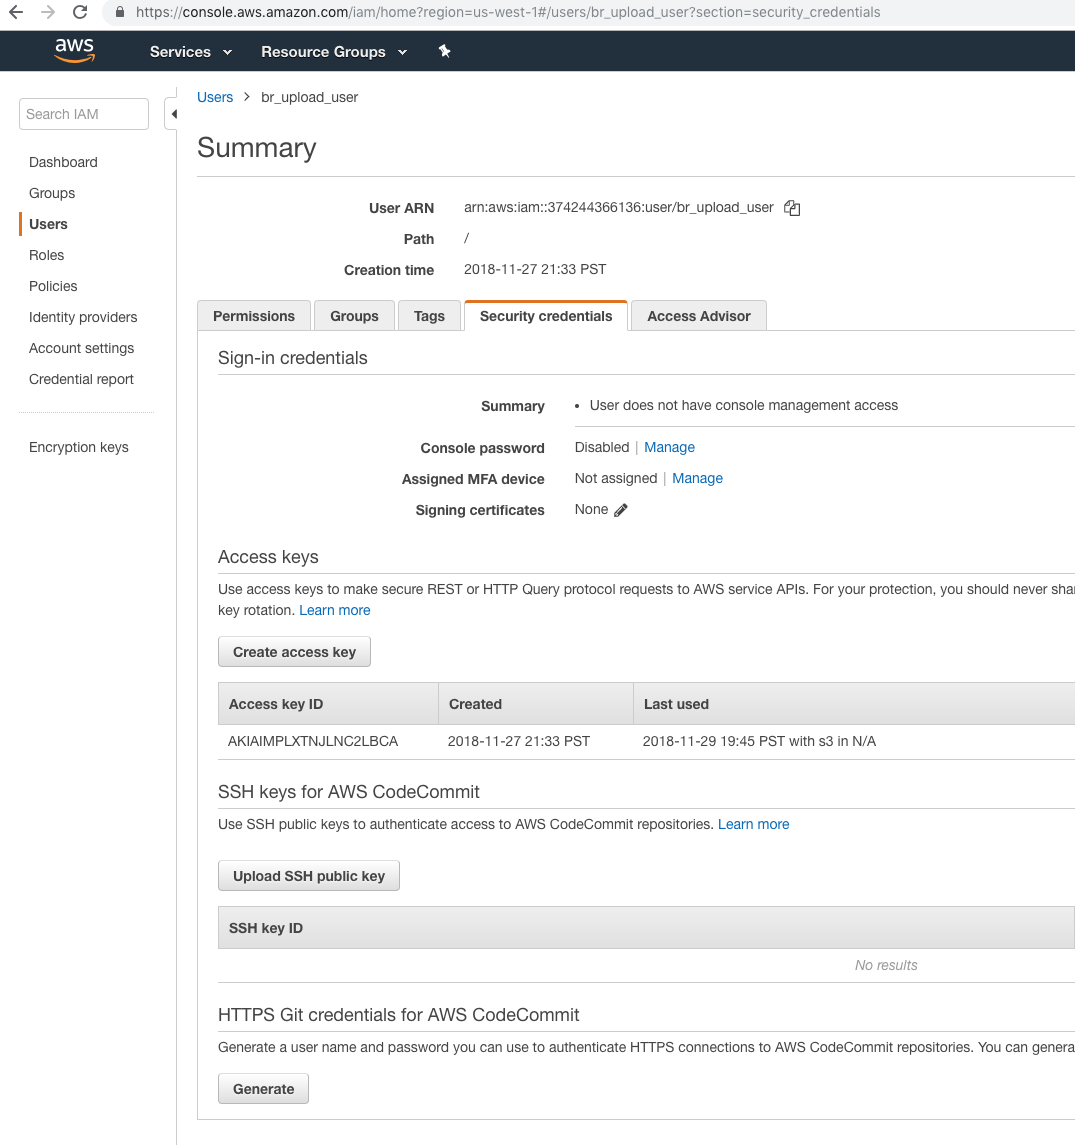 https://console.aws.amazon.com/iam/home?region=us-west-1#/users/br_upload_user?section=security_credentials
aws Services Resource Groups
Search IAM
Dashboard
Groups
Users
Roles
Policies
Identity providers
Account settings
Credential report
Encryption keys
Users > br_upload_user
Summary
User ARN arn:aws:iam::374244366136:user/br_upload_user
Path /
Creation time 2018-11-27 21:33 PST
Permissions Groups Tags Security credentials Access Advisor
Sign-in credentials
Summary • User does not have console management access
Console password Disabled | Manage
Assigned MFA device Not assigned | Manage
Signing certificates None
Access keys
Use access keys to make secure REST or HTTP Query protocol requests to AWS service APIs. For your protection, you should never sha
key rotation. Learn more
Create access key
Access key ID Created Last used
AKIAIMPLXTNJLNC2LBCA 2018-11-27 21:33 PST 2018-11-29 19:45 PST with s3 in N/A
SSH keys for AWS CodeCommit
Use SSH public keys to authenticate access to AWS CodeCommit repositories. Learn more
Upload SSH public key
SSH key ID
No results
HTTPS Git credentials for AWS CodeCommit
Generate a user name and password you can use to authenticate HTTPS connections to AWS CodeCommit repositories. You can genera
Generate